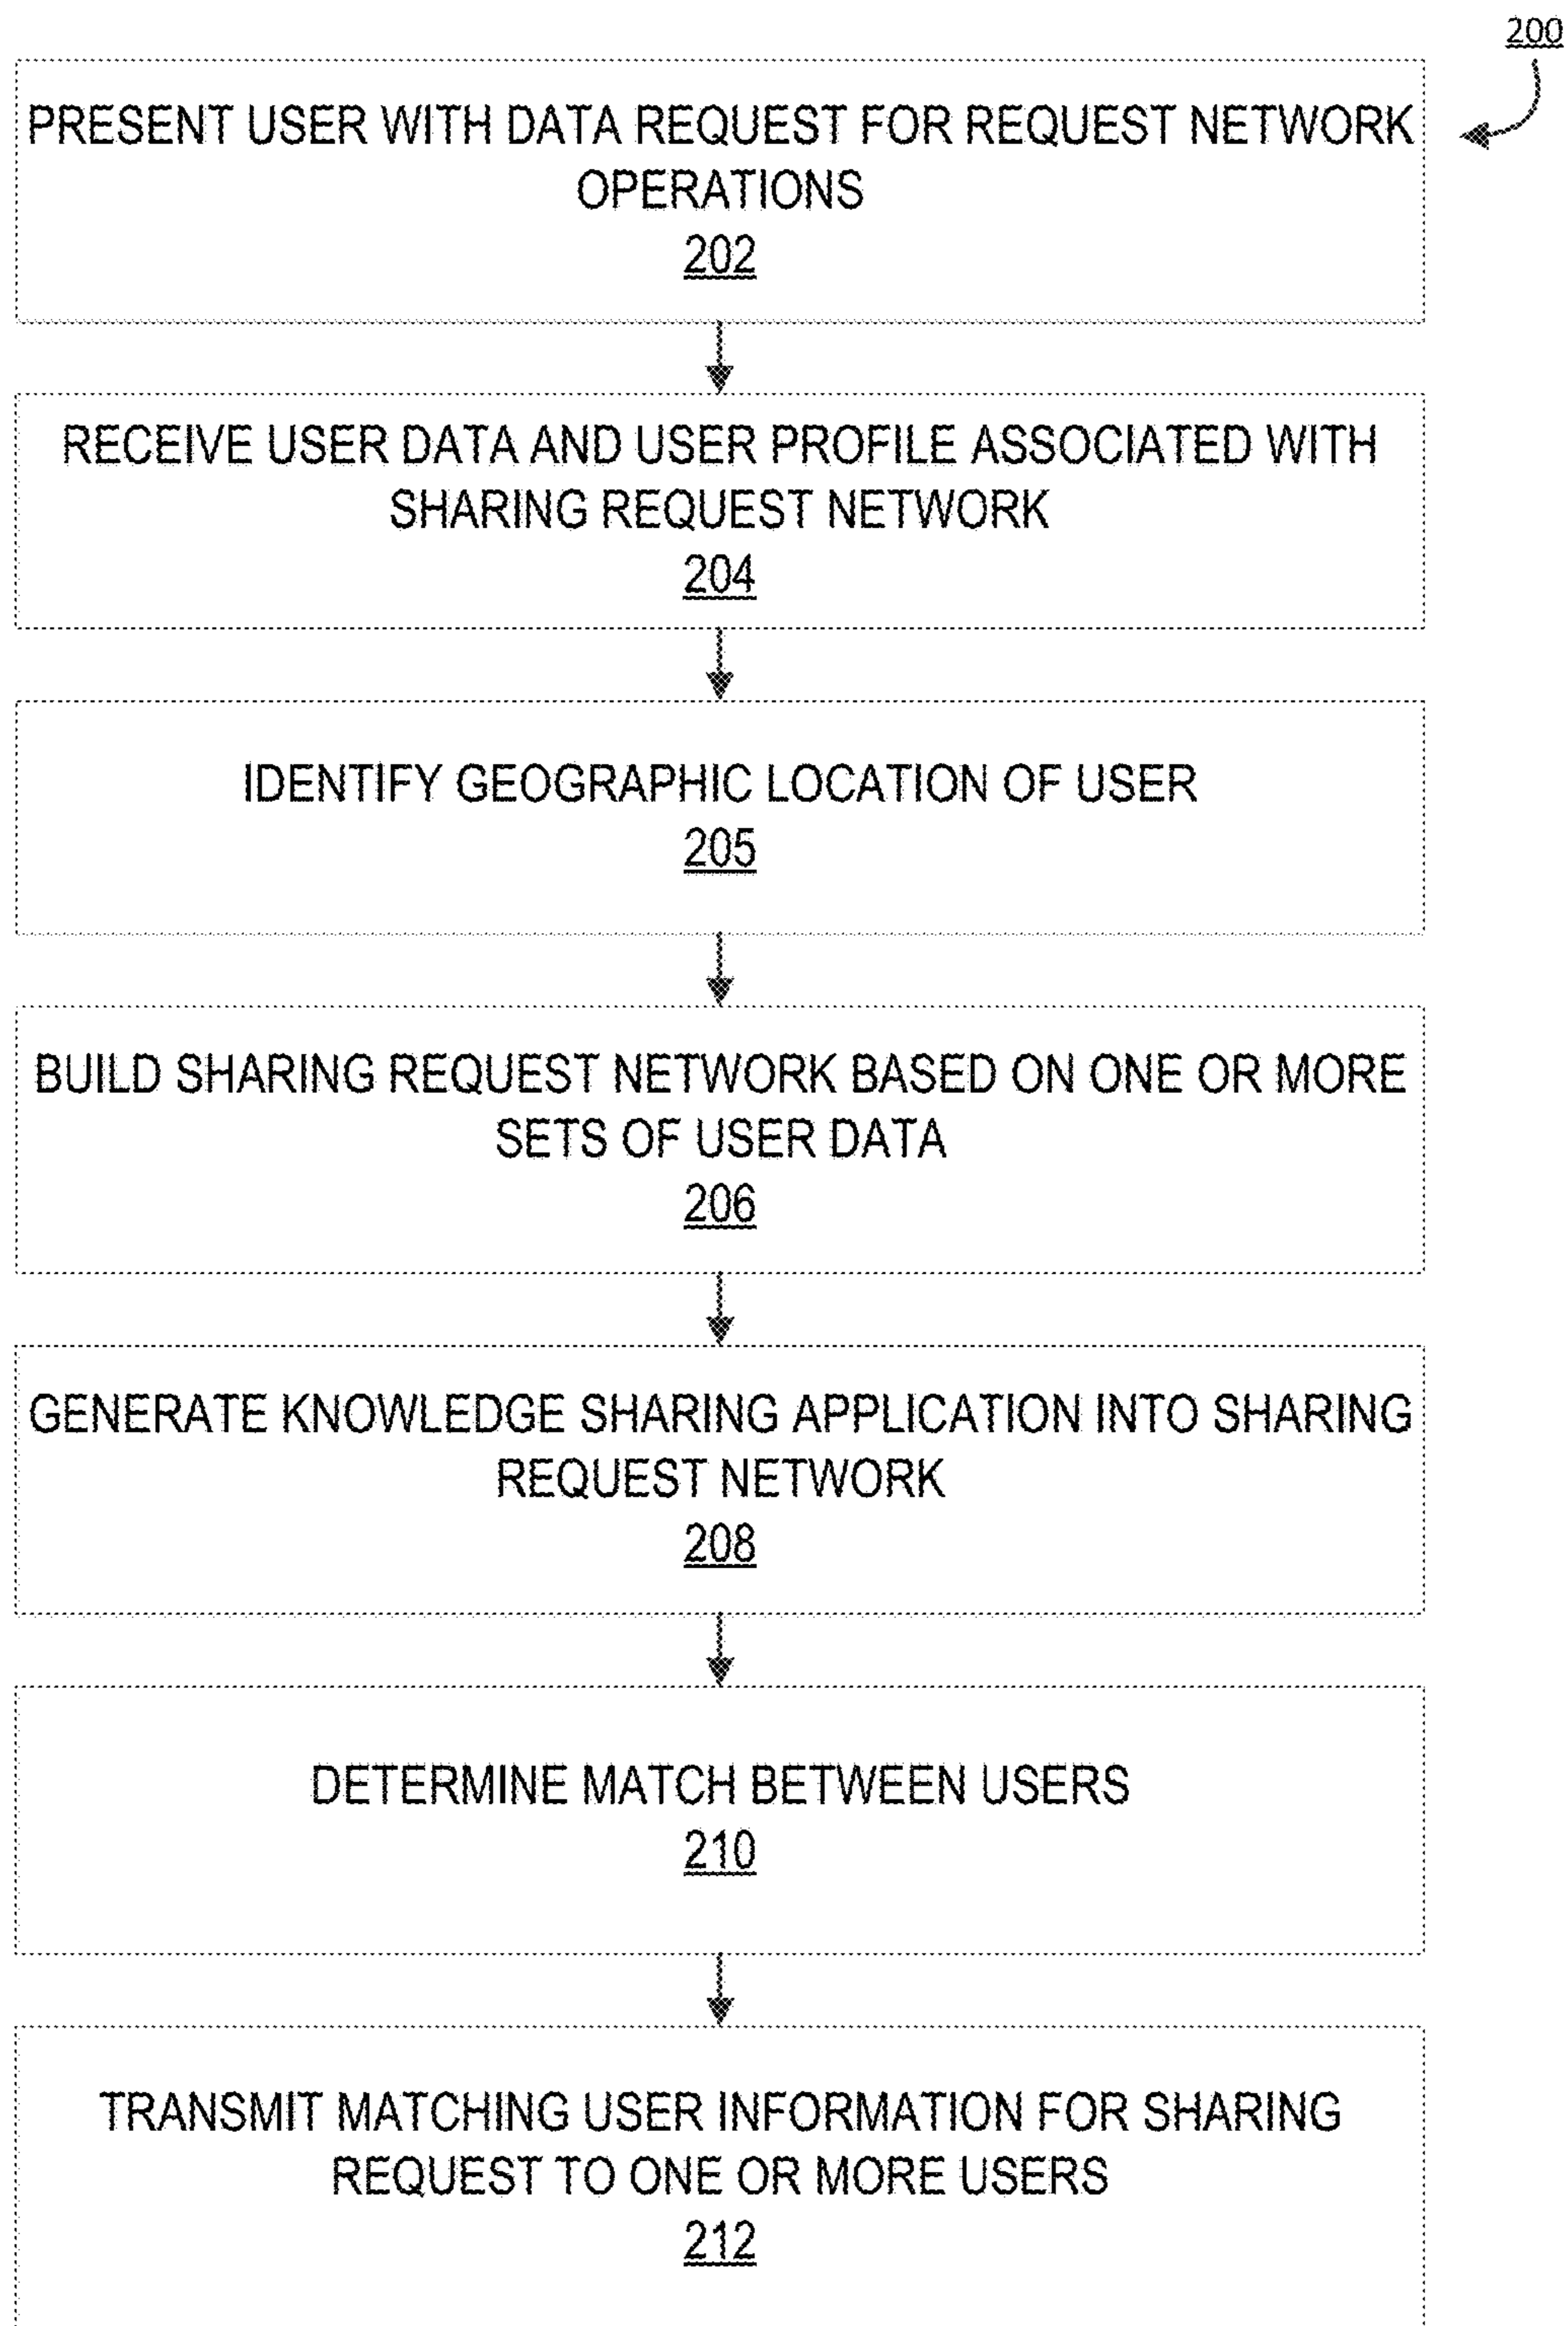 200
PRESENT USER WITH DATA REQUEST FOR REQUEST NETWORK
OPERATIONS
202
RECEIVE USER DATA AND USER PROFILE ASSOCIATED WITH
SHARING REQUEST NETWORK
204
IDENTIFY GEOGRAPHIC LOCATION OF USER
205
BUILD SHARING REQUEST NETWORK BASED ON ONE OR MORE
SETS OF USER DATA
206
GENERATE KNOWLEDGE SHARING APPLICATION INTO SHARING
REQUEST NETWORK
208
DETERMINE MATCH BETWEEN USERS
210
TRANSMIT MATCHING USER INFORMATION FOR SHARING
REQUEST TO ONE OR MORE USERS
212